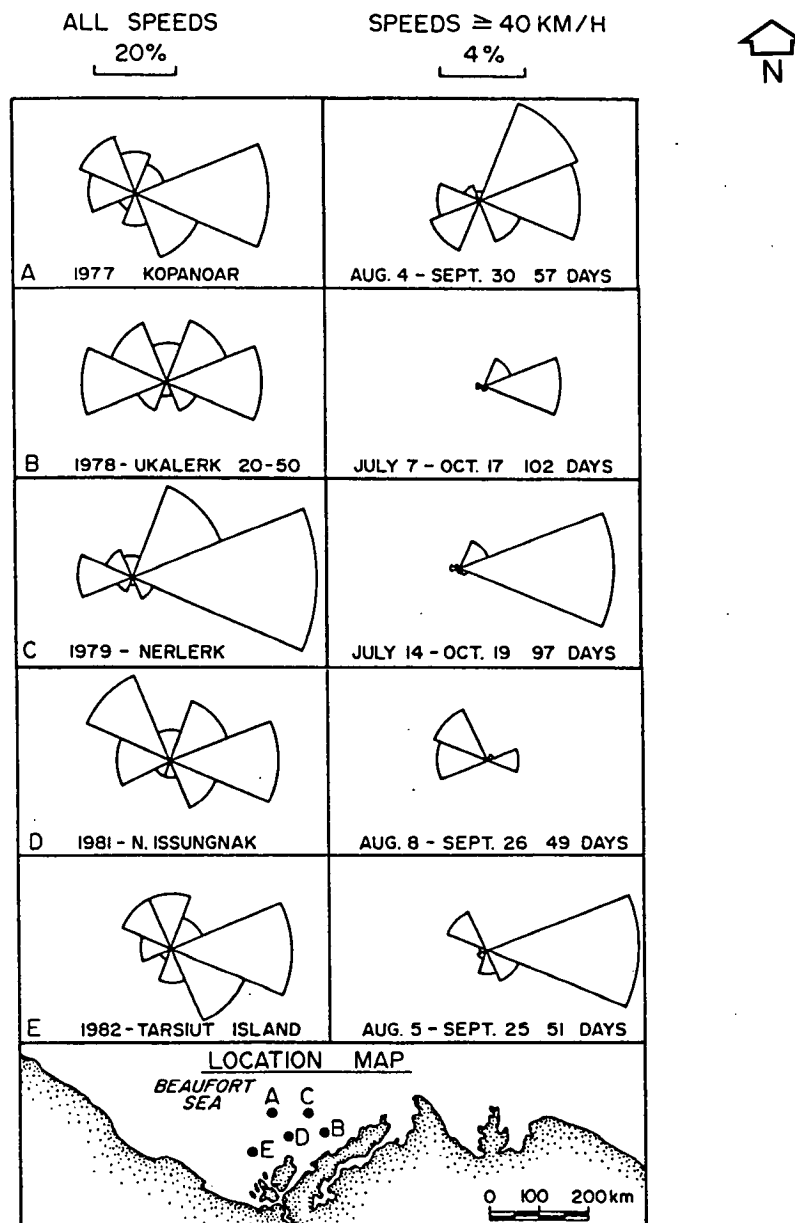 ALL SPEEDS
20%
SPEEDS ≥ 40 KM/H
4%
N
A 1977 KOPANOAR
AUG. 4 - SEPT. 30 57 DAYS
B 1978 - UKALERK 20-50
JULY 7 - OCT. 17 102 DAYS
C 1979 - NERLERK
JULY 14 - OCT. 19 97 DAYS
D 1981 - N. ISSUNGNAK
AUG. 8 - SEPT. 26 49 DAYS
E 1982 - TARSIUT ISLAND
AUG. 5 - SEPT. 25 51 DAYS
LOCATION MAP
BEAUFORT
SEA
A
C
D
B
E
0 100 200 km